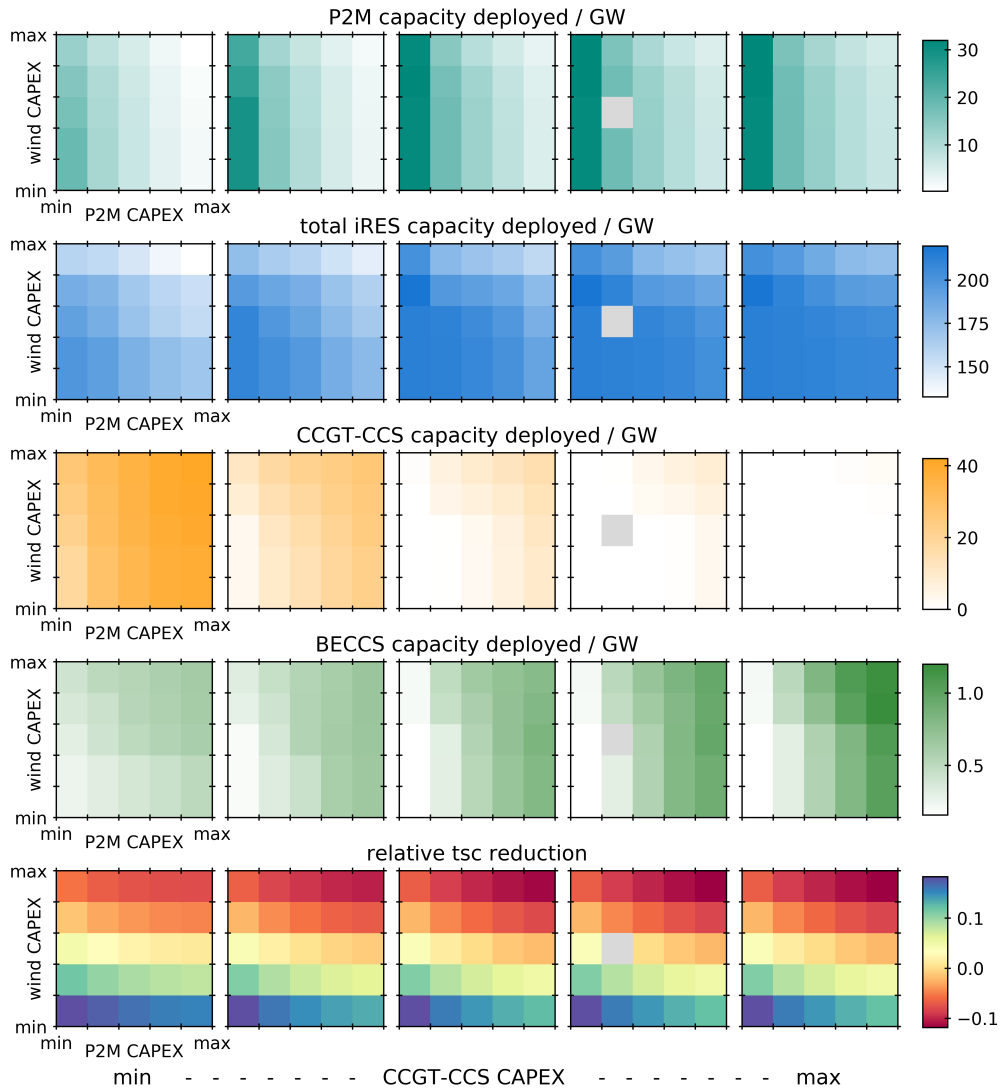 P2M capacity deployed / GW
max
wind CAPEX
min
min P2M CAPEX max
30
20
10
total iRES capacity deployed / GW
max
wind CAPEX
min
min P2M CAPEX max
200
175
150
CCGT-CCS capacity deployed / GW
max
wind CAPEX
min
min P2M CAPEX max
40
20
0
BECCS capacity deployed / GW
max
wind CAPEX
min
min P2M CAPEX max
1.0
0.5
relative tsc reduction
max
wind CAPEX
min
min P2M CAPEX max
0.1
0.0
−0.1
min - - - - - - - CCGT-CCS CAPEX - - - - - - - max